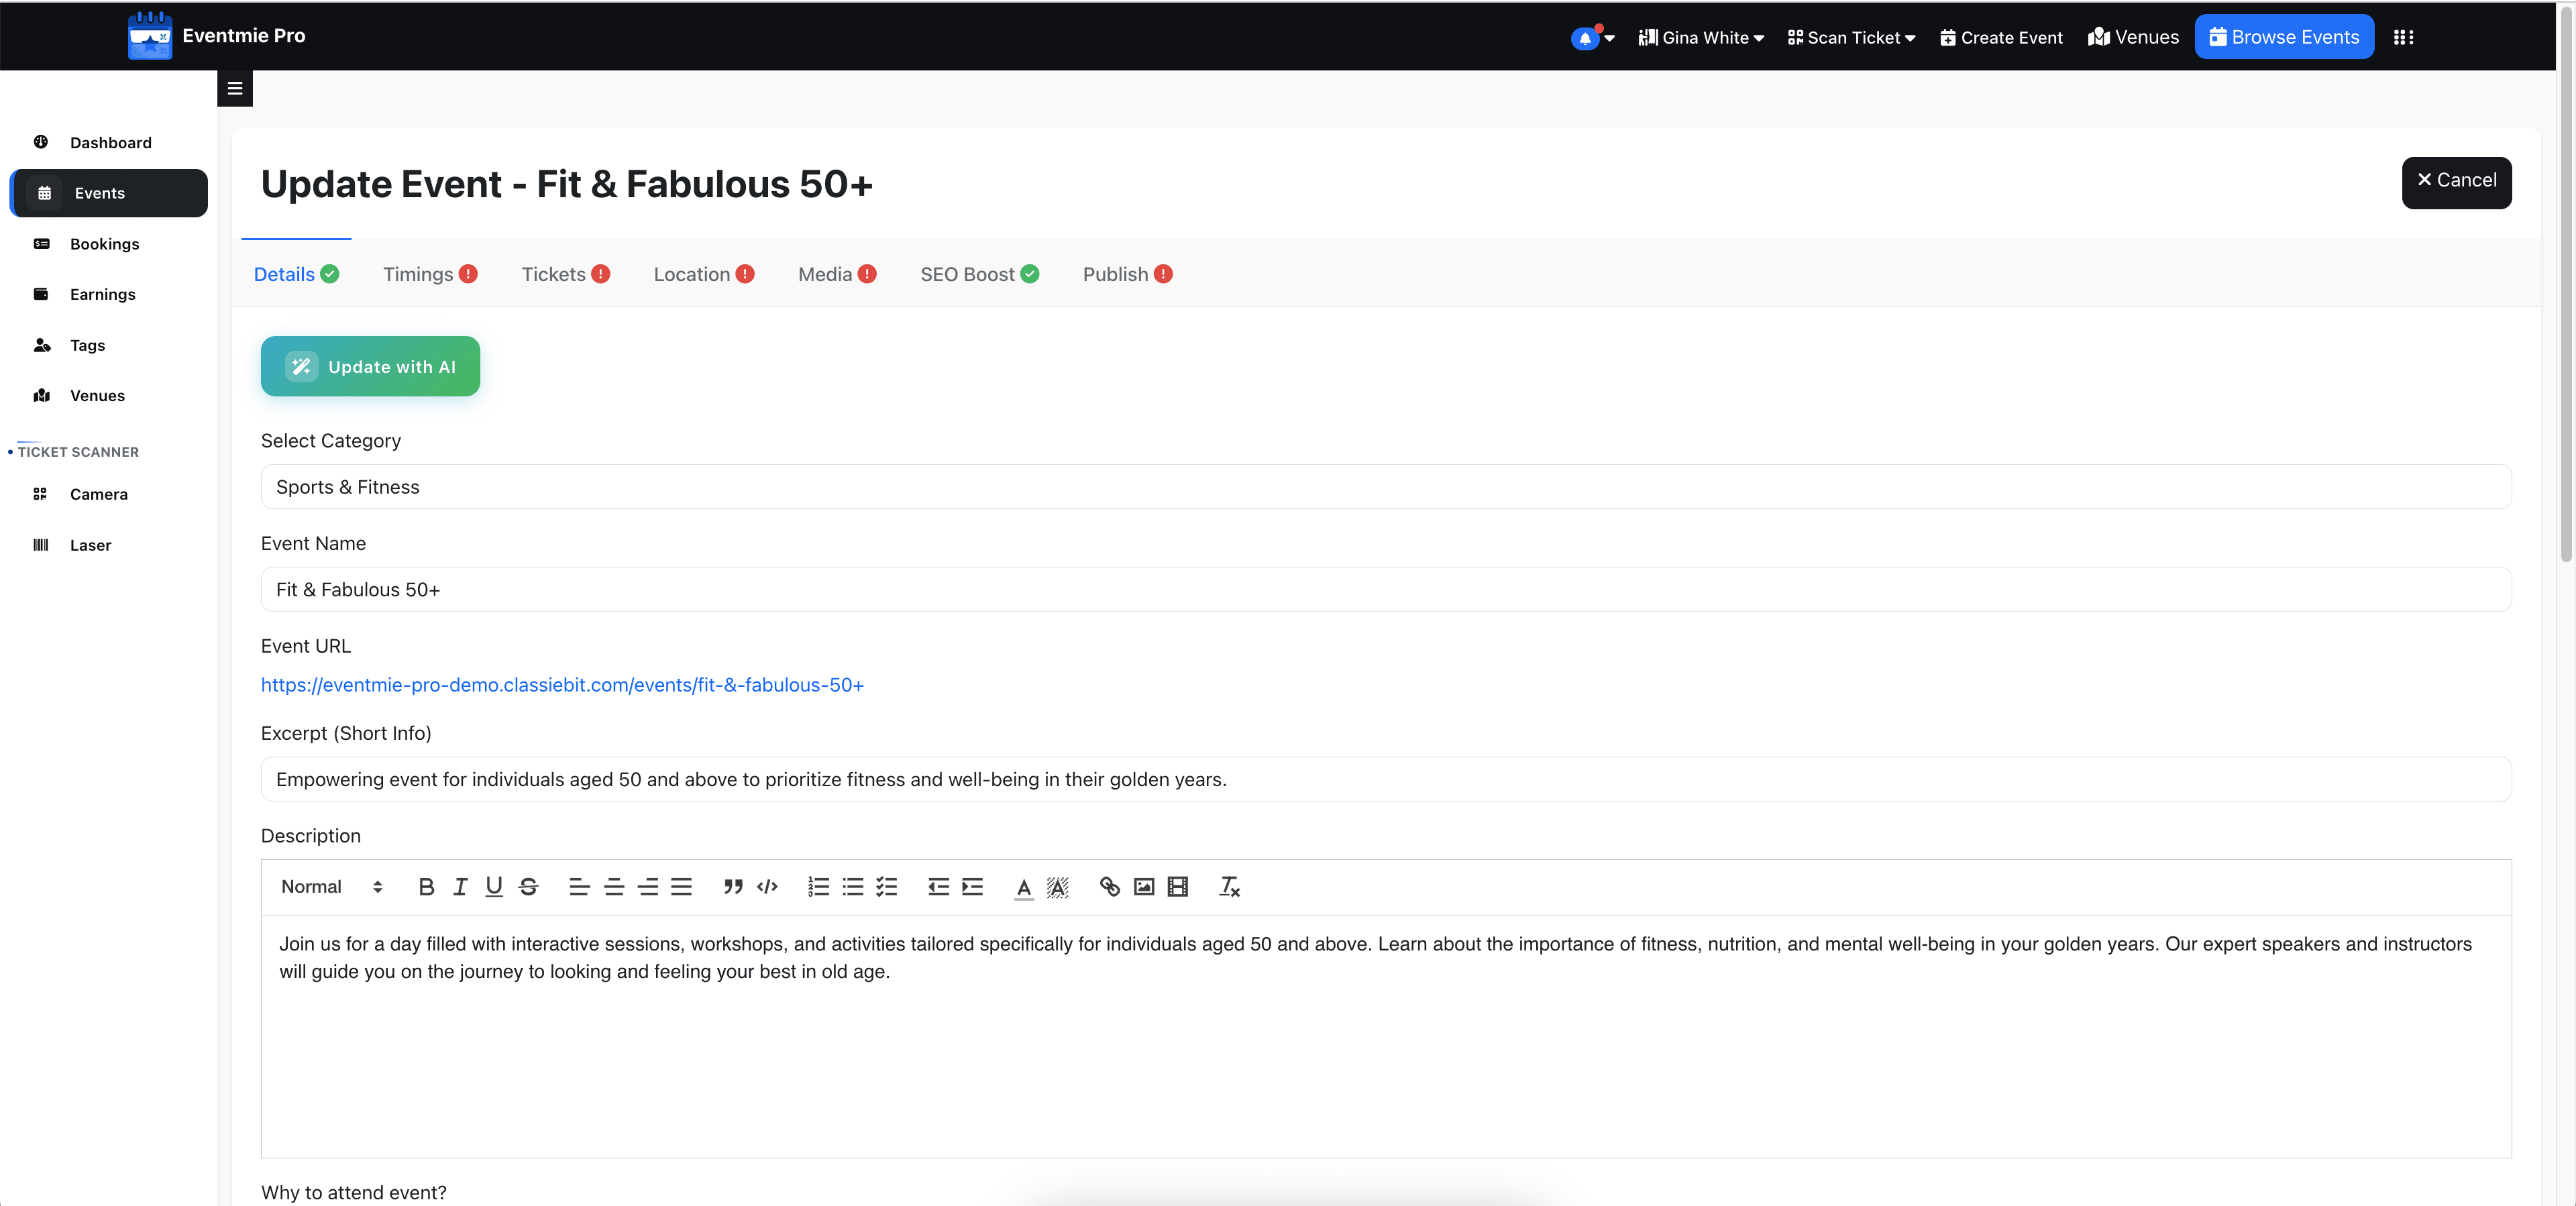 Eventmie Pro
Gina White
Scan Ticket
Create Event
Venues
Browse Events
Dashboard
Events
Bookings
Earnings
Tags
Venues
TICKET SCANNER
Camera
Laser
Update Event - Fit & Fabulous 50+
Cancel
Details
Timings
Tickets
Location
Media
SEO Boost
Publish
Update with AI
Select Category
Sports & Fitness
Event Name
Fit & Fabulous 50+
Event URL
https://eventmie-pro-demo.classiebit.com/events/fit-&-fabulous-50+
Excerpt (Short Info)
Empowering event for individuals aged 50 and above to prioritize fitness and well-being in their golden years.
Description
Normal
Join us for a day filled with interactive sessions, workshops, and activities tailored specifically for individuals aged 50 and above. Learn about the importance of fitness, nutrition, and mental well-being in your golden years. Our expert speakers and instructors
will guide you on the journey to looking and feeling your best in old age.
Why to attend event?